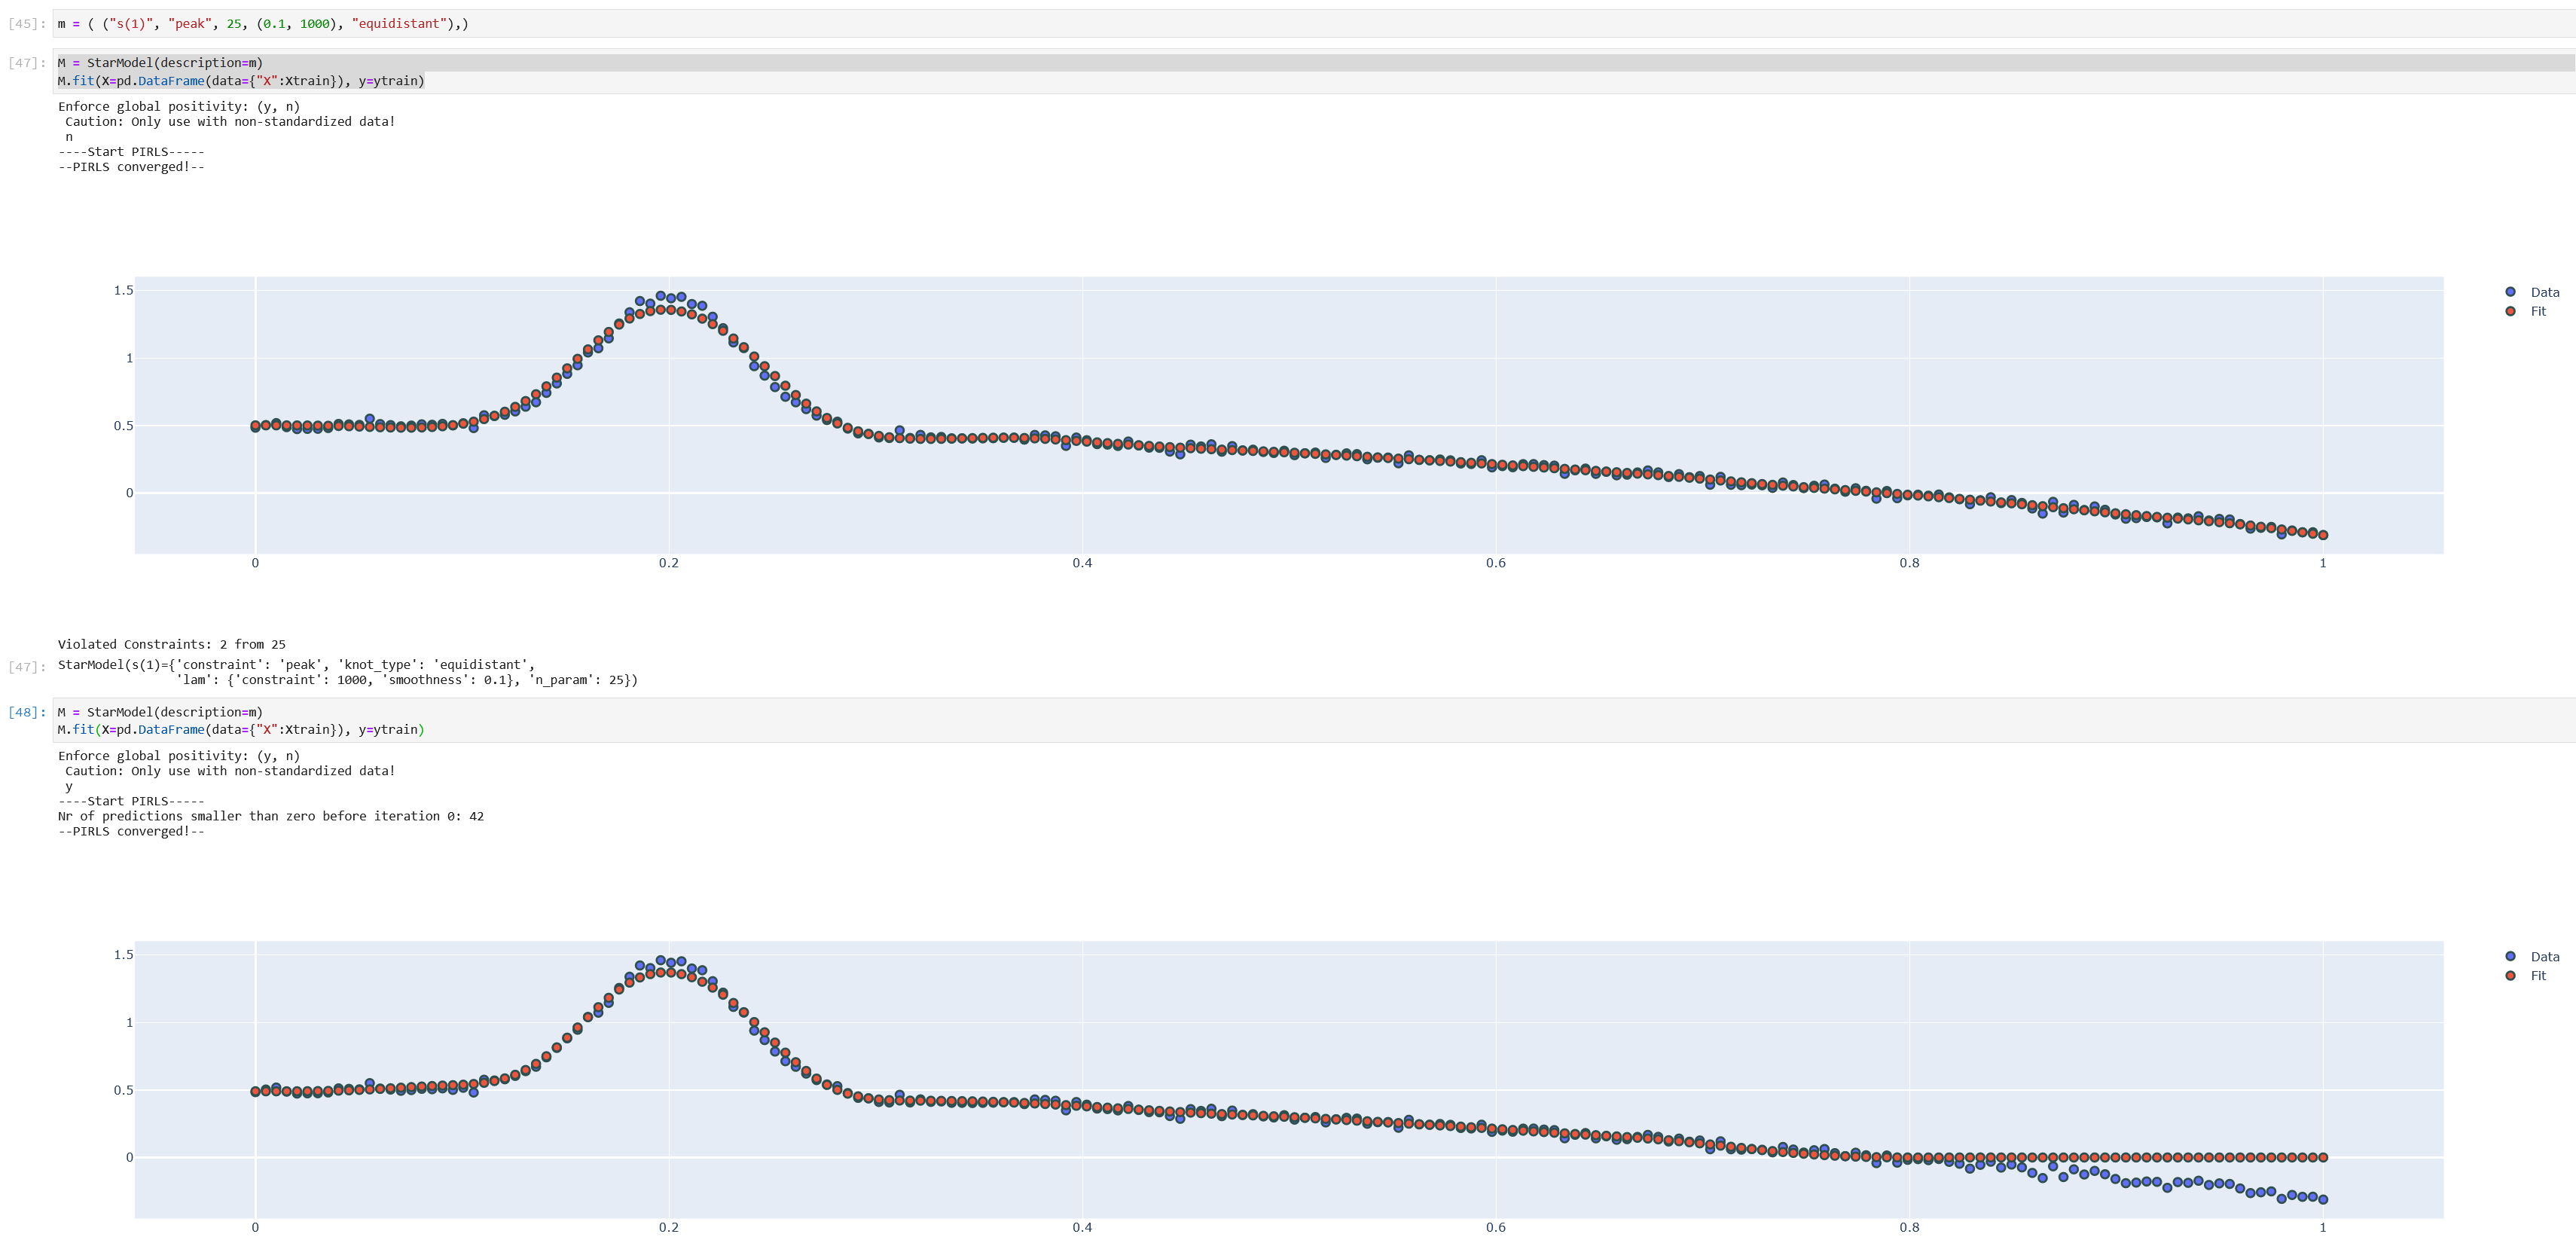 [45]: m = ( ("s(1)", "peak", 25, (0.1, 1000), "equidistant"),)
[47]: M = StarModel(description=m)
M.fit(X=pd.DataFrame(data={"X":Xtrain}), y=ytrain)
Enforce global positivity: (y, n)
Caution: Only use with non-standardized data!
n
----Start PIRLS-----
--PIRLS converged!--
1.5
1
0.5
0
0 0.2 0.4 0.6 0.8 1
Data
Fit
Violated Constraints: 2 from 25
[47]: StarModel(s(1)={'constraint': 'peak', 'knot_type': 'equidistant',
'lam': {'constraint': 1000, 'smoothness': 0.1}, 'n_param': 25})
[48]: M = StarModel(description=m)
M.fit(X=pd.DataFrame(data={"X":Xtrain}), y=ytrain)
Enforce global positivity: (y, n)
Caution: Only use with non-standardized data!
y
----Start PIRLS-----
Nr of predictions smaller than zero before iteration 0: 42
--PIRLS converged!--
1.5
1
0.5
0
0 0.2 0.4 0.6 0.8 1
Data
Fit